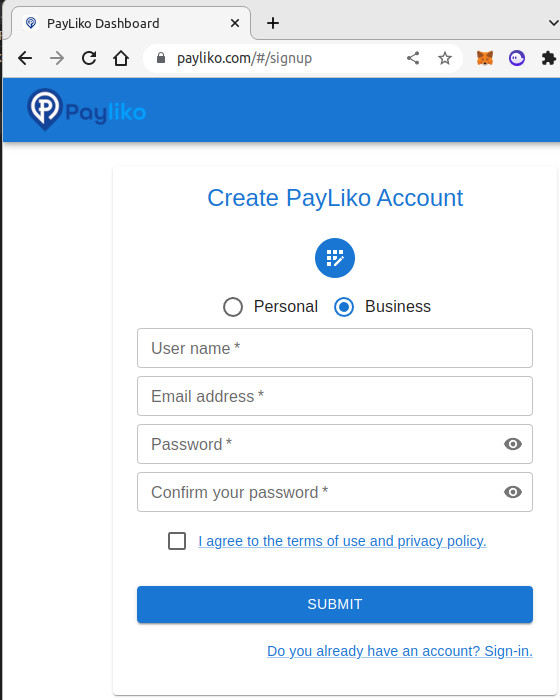 PayLiko Dashboard
payliko.com/#/signup
Payliko
Create PayLiko Account
Personal Business
User name *
Email address *
Password *
Confirm your password *
I agree to the terms of use and privacy policy.
SUBMIT
Do you already have an account? Sign-in.